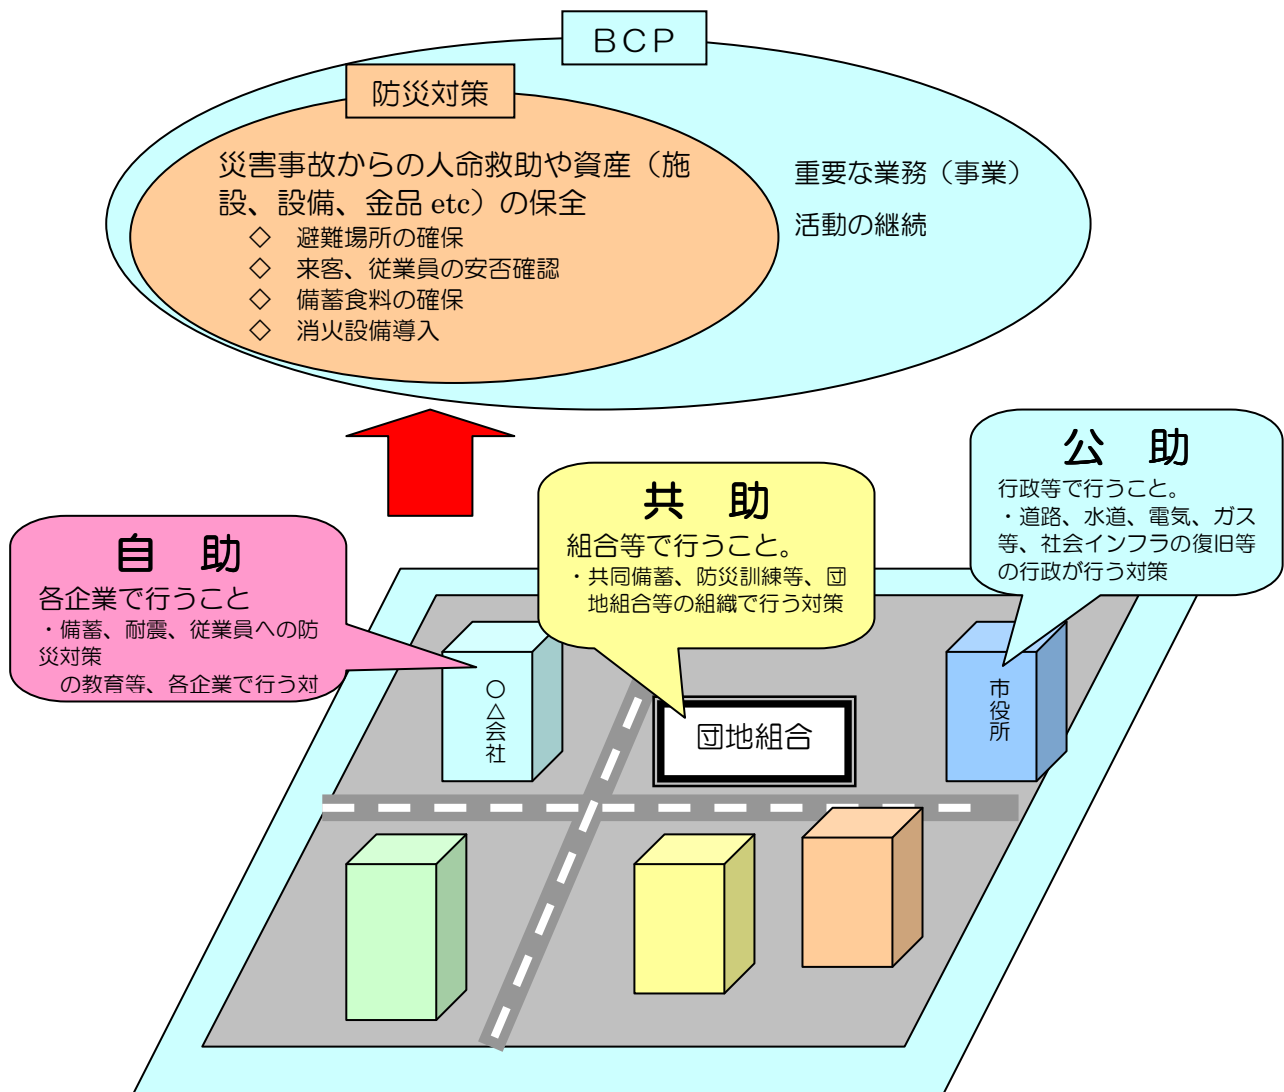 BCP
防災対策
災害事故からの人命救助や資産（施
設、設備、金品 etc）の保全
◇ 避難場所の確保
◇ 来客、従業員の安否確認
◇ 備蓄食料の確保
◇ 消火設備導入
重要な業務（事業）
活動の継続
公 助
行政等で行うこと。
・道路、水道、電気、ガス
等、社会インフラの復旧等
の行政が行う対策
共 助
組合等で行うこと。
・共同備蓄、防災訓練等、団
地組合等の組織で行う対策
自 助
各企業で行うこと
・備蓄、耐震、従業員への防
災対策
の教育等、各企業で行う対
〇△会社
団地組合
市役所